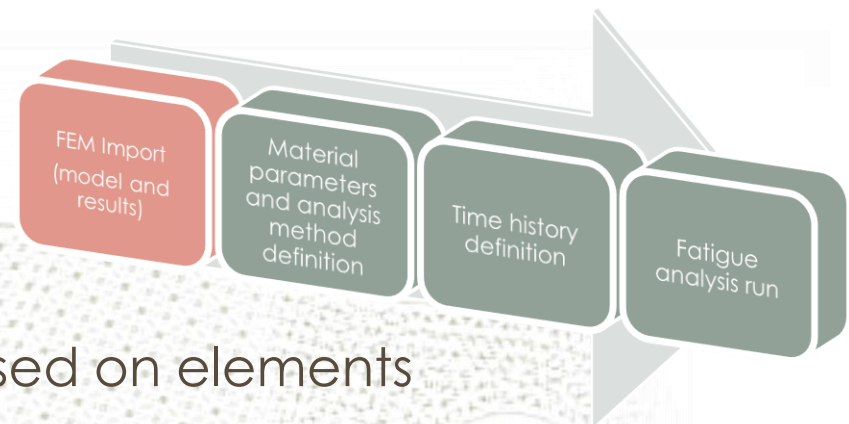 FEM Import
(model and
results)
Material
parameters
and analysis
method
definition
Time history
definition
Fatigue
analysis run
sed on elements